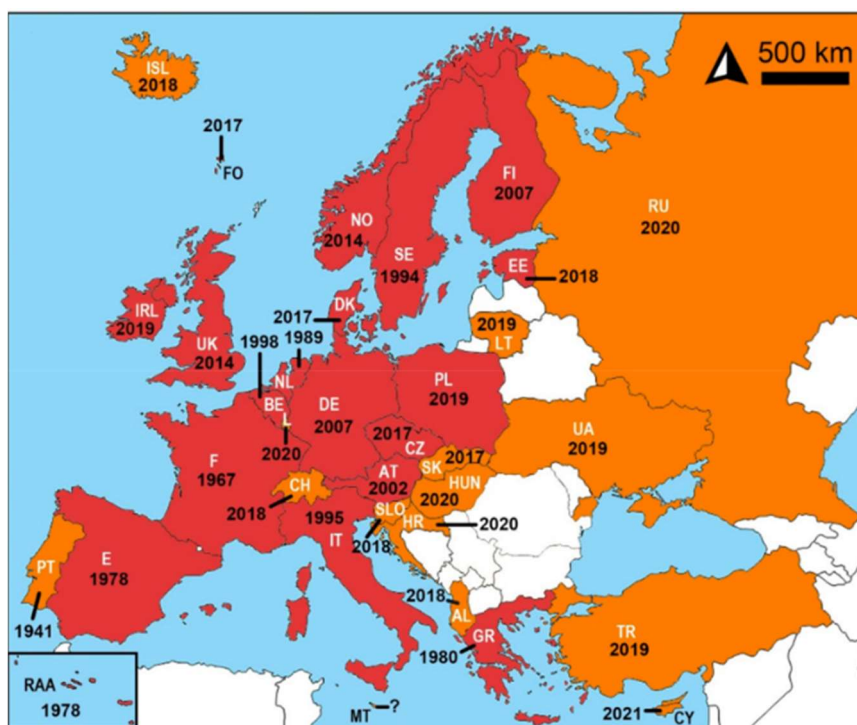 500 km
ISL
2018
2017
FO
FI
2007
RU
2020
NO
2014
SE
1994
EE
2018
IRL
2019
DK
2017
1989
1998
2019
LT
UK
2014
NL
BE
L
2020
DE
2007
PL
2019
2017
CZ
UA
2019
F
1967
CH
2018
AT
2002
SK
2017
HUN
2020
1995
IT
SLO
HR
2018
2020
E
1978
PT
1941
2018
AL
GR
1980
TR
2019
RAA
1978
MT
?
2021
CY